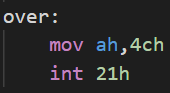 over:
    mov ah,4ch
    int 21h